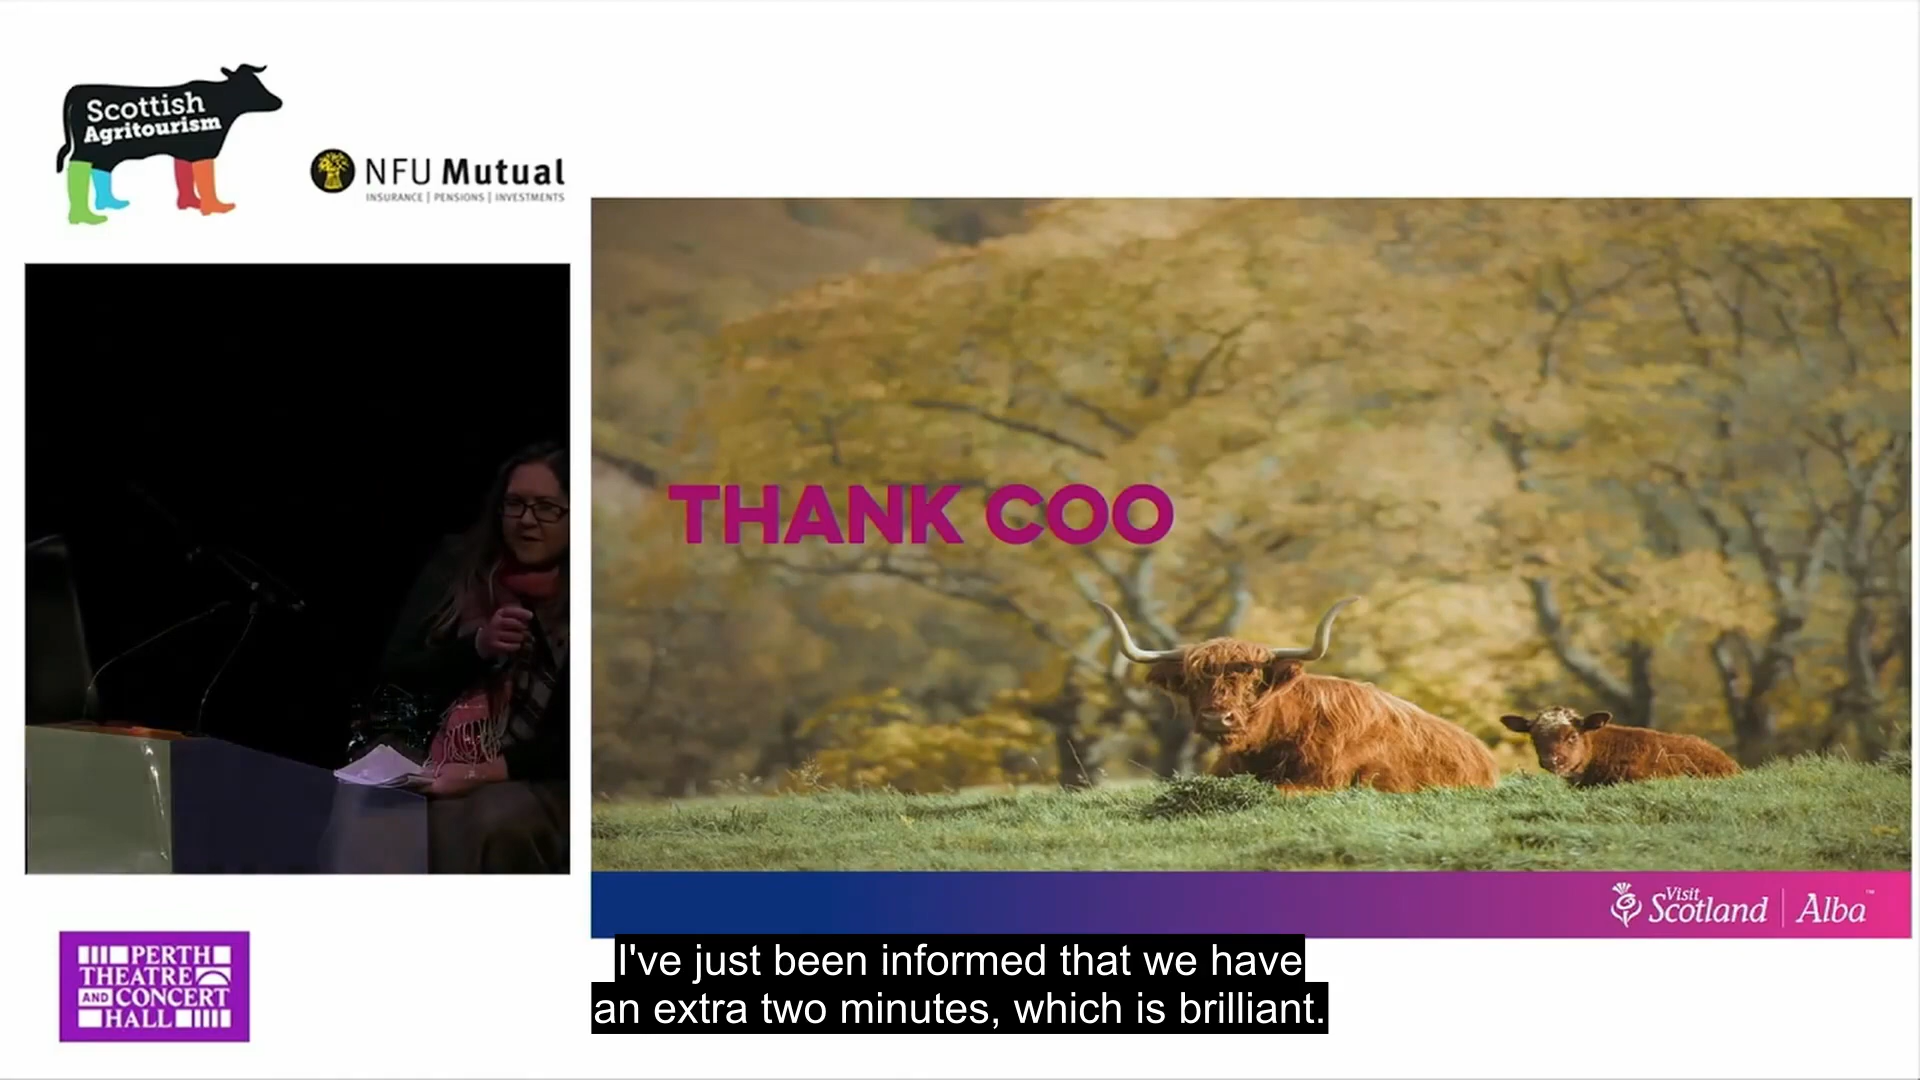 Scottish
Agritourism
NFU Mutual
INSURANCE | PENSIONS | INVESTMENTS
THANK COO
Visit
Scotland | Alba™
PERTH
THEATRE
AND CONCERT
HALL
I've just been informed that we have
an extra two minutes, which is brilliant.